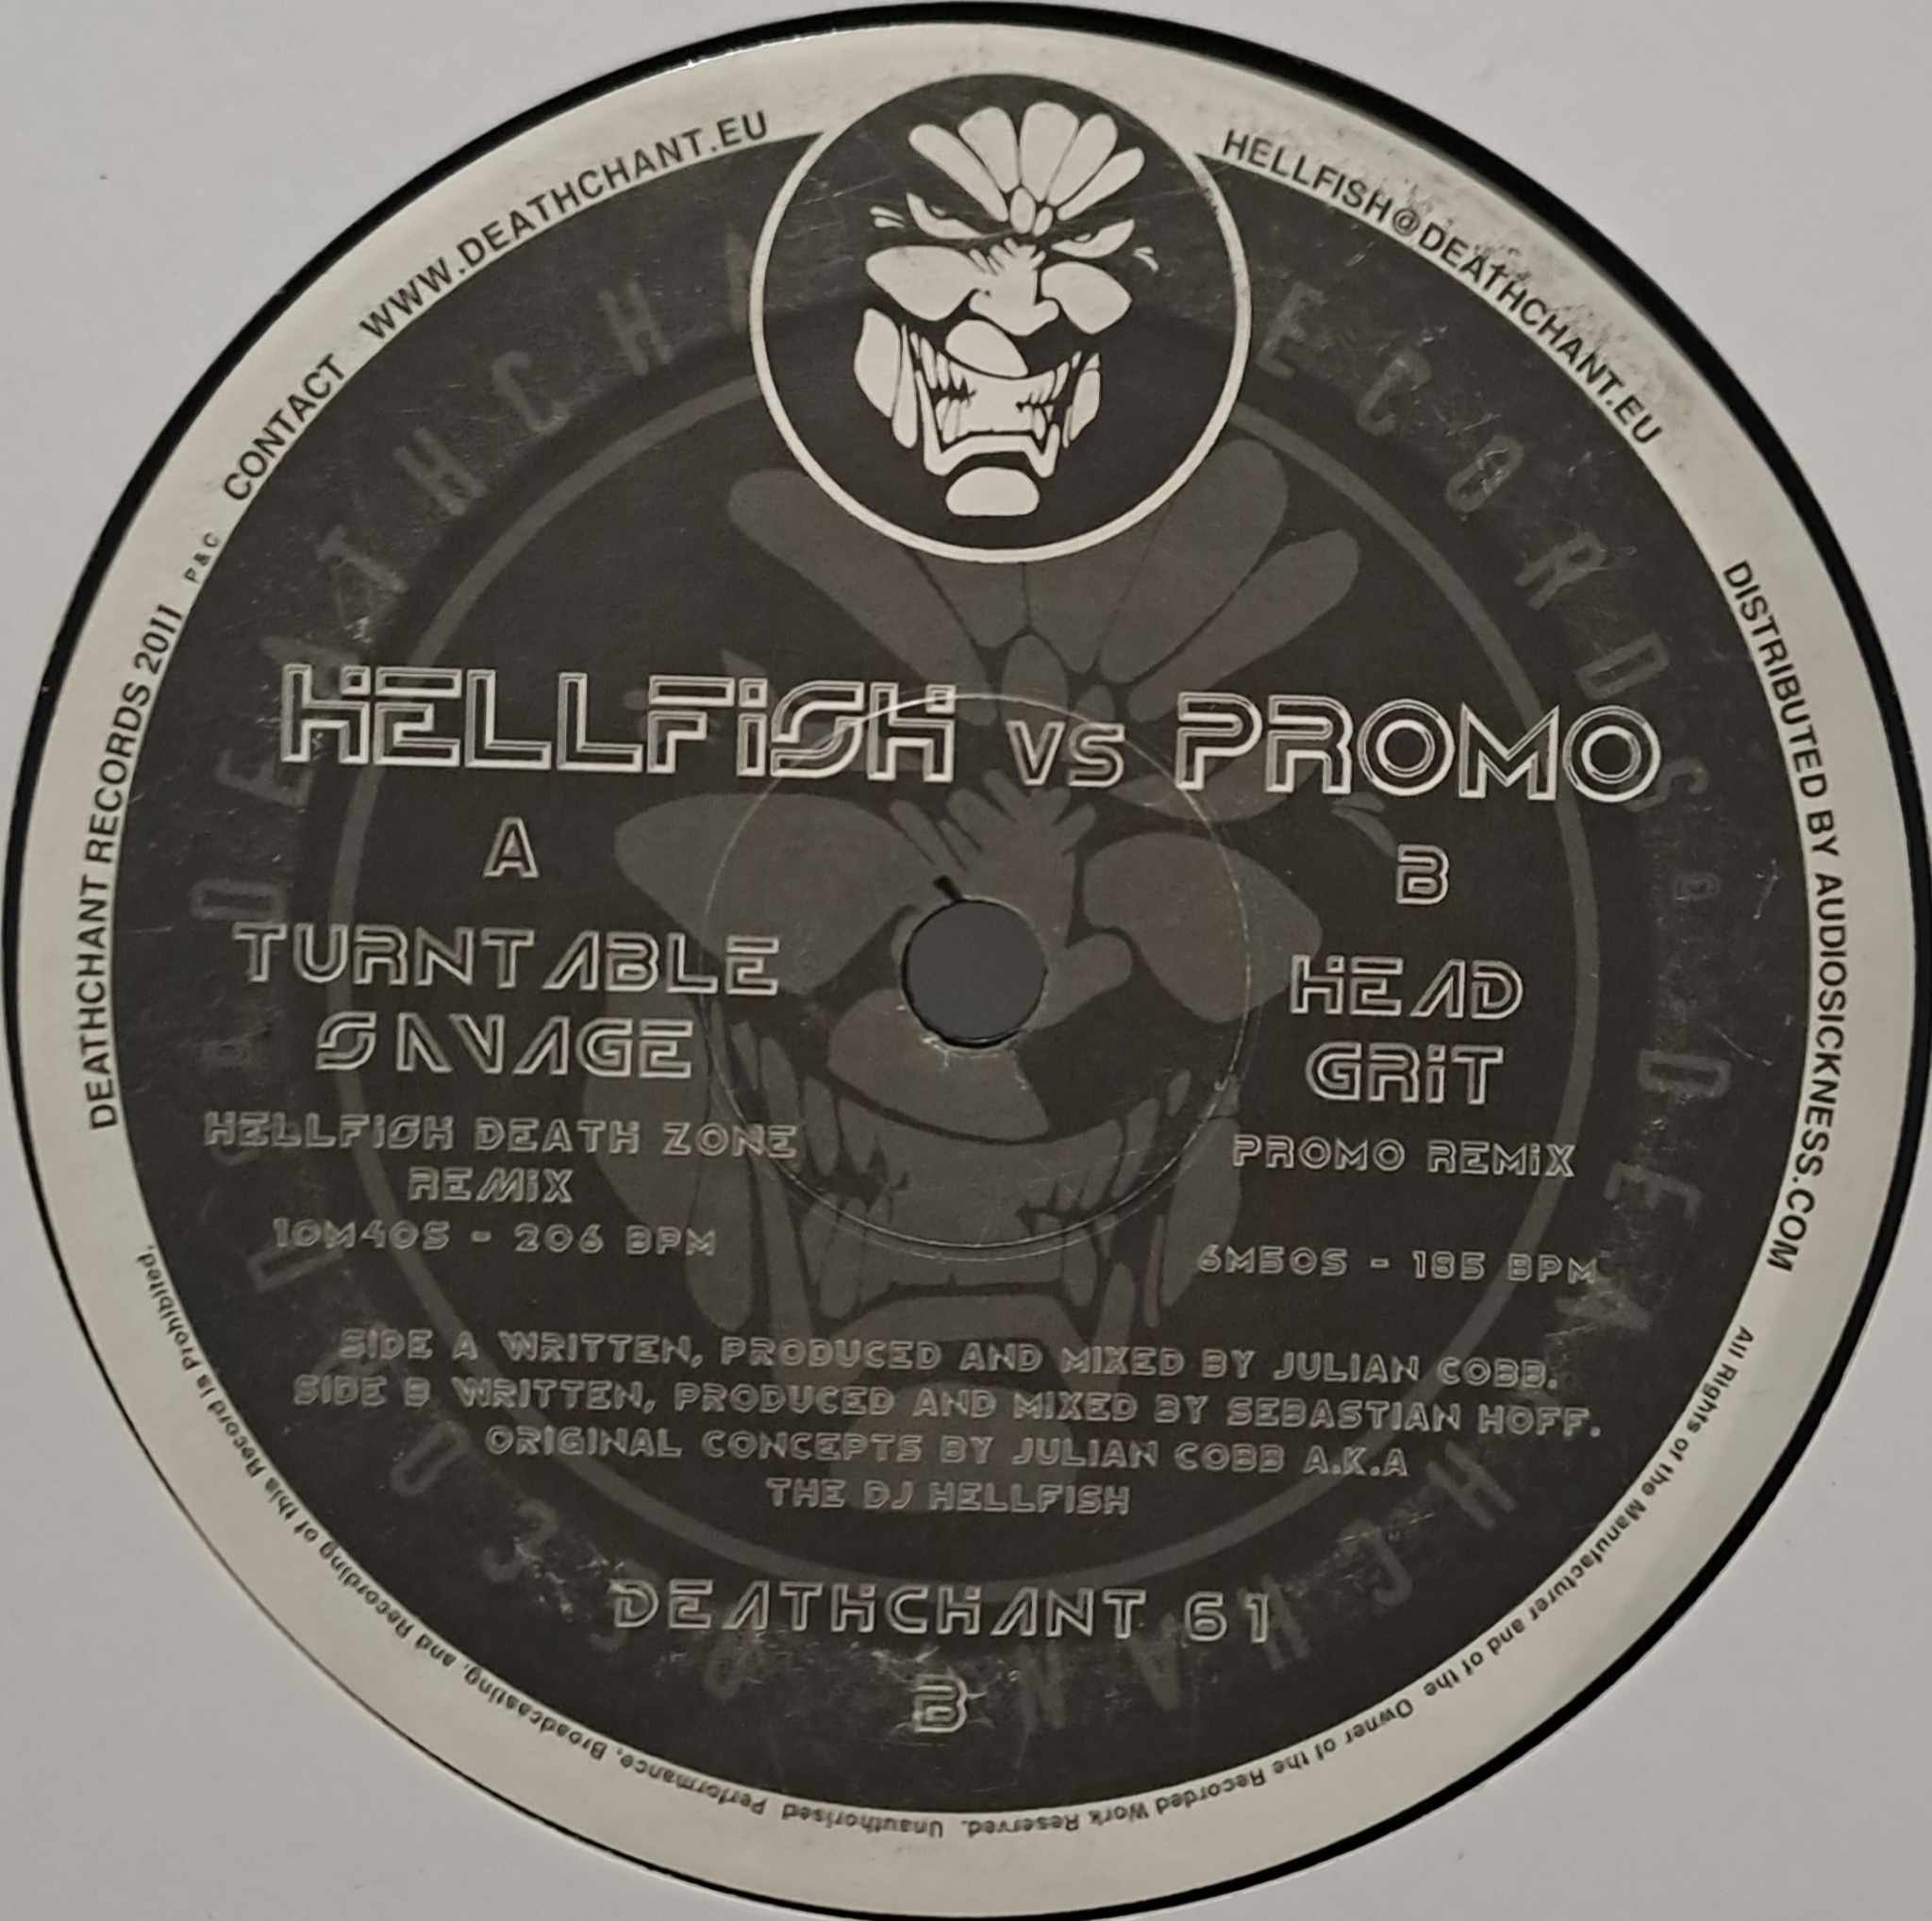 CONTACT WWW.DEATHCHANT.EU
HELLFISH@DEATHCHANT.EU
DEATHCHANT RECORDS 2011 P & C
DISTRIBUTED BY AUDIOSICKNESS.COM
HELLFISH VS PROMO
A
TURNTABLE
SAVAGE
HELLFISH DEATH ZONE
REMIX
10M40S - 206 BPM
B
HEAD
GRIT
PROMO REMIX
6M50S - 185 BPM
SIDE A WRITTEN, PRODUCED AND MIXED BY JULIAN COBB.
SIDE B WRITTEN, PRODUCED AND MIXED BY SEBASTIAN HOFF.
ORIGINAL CONCEPTS BY JULIAN COBB A.K.A
THE DJ HELLFISH
DEATHCHANT 61
B
All Rights of the Manufacturer and of the Owner of the Recorded Work Reserved. Unauthorised Performance, Broadcasting, and Recording of this Record is Prohibited.